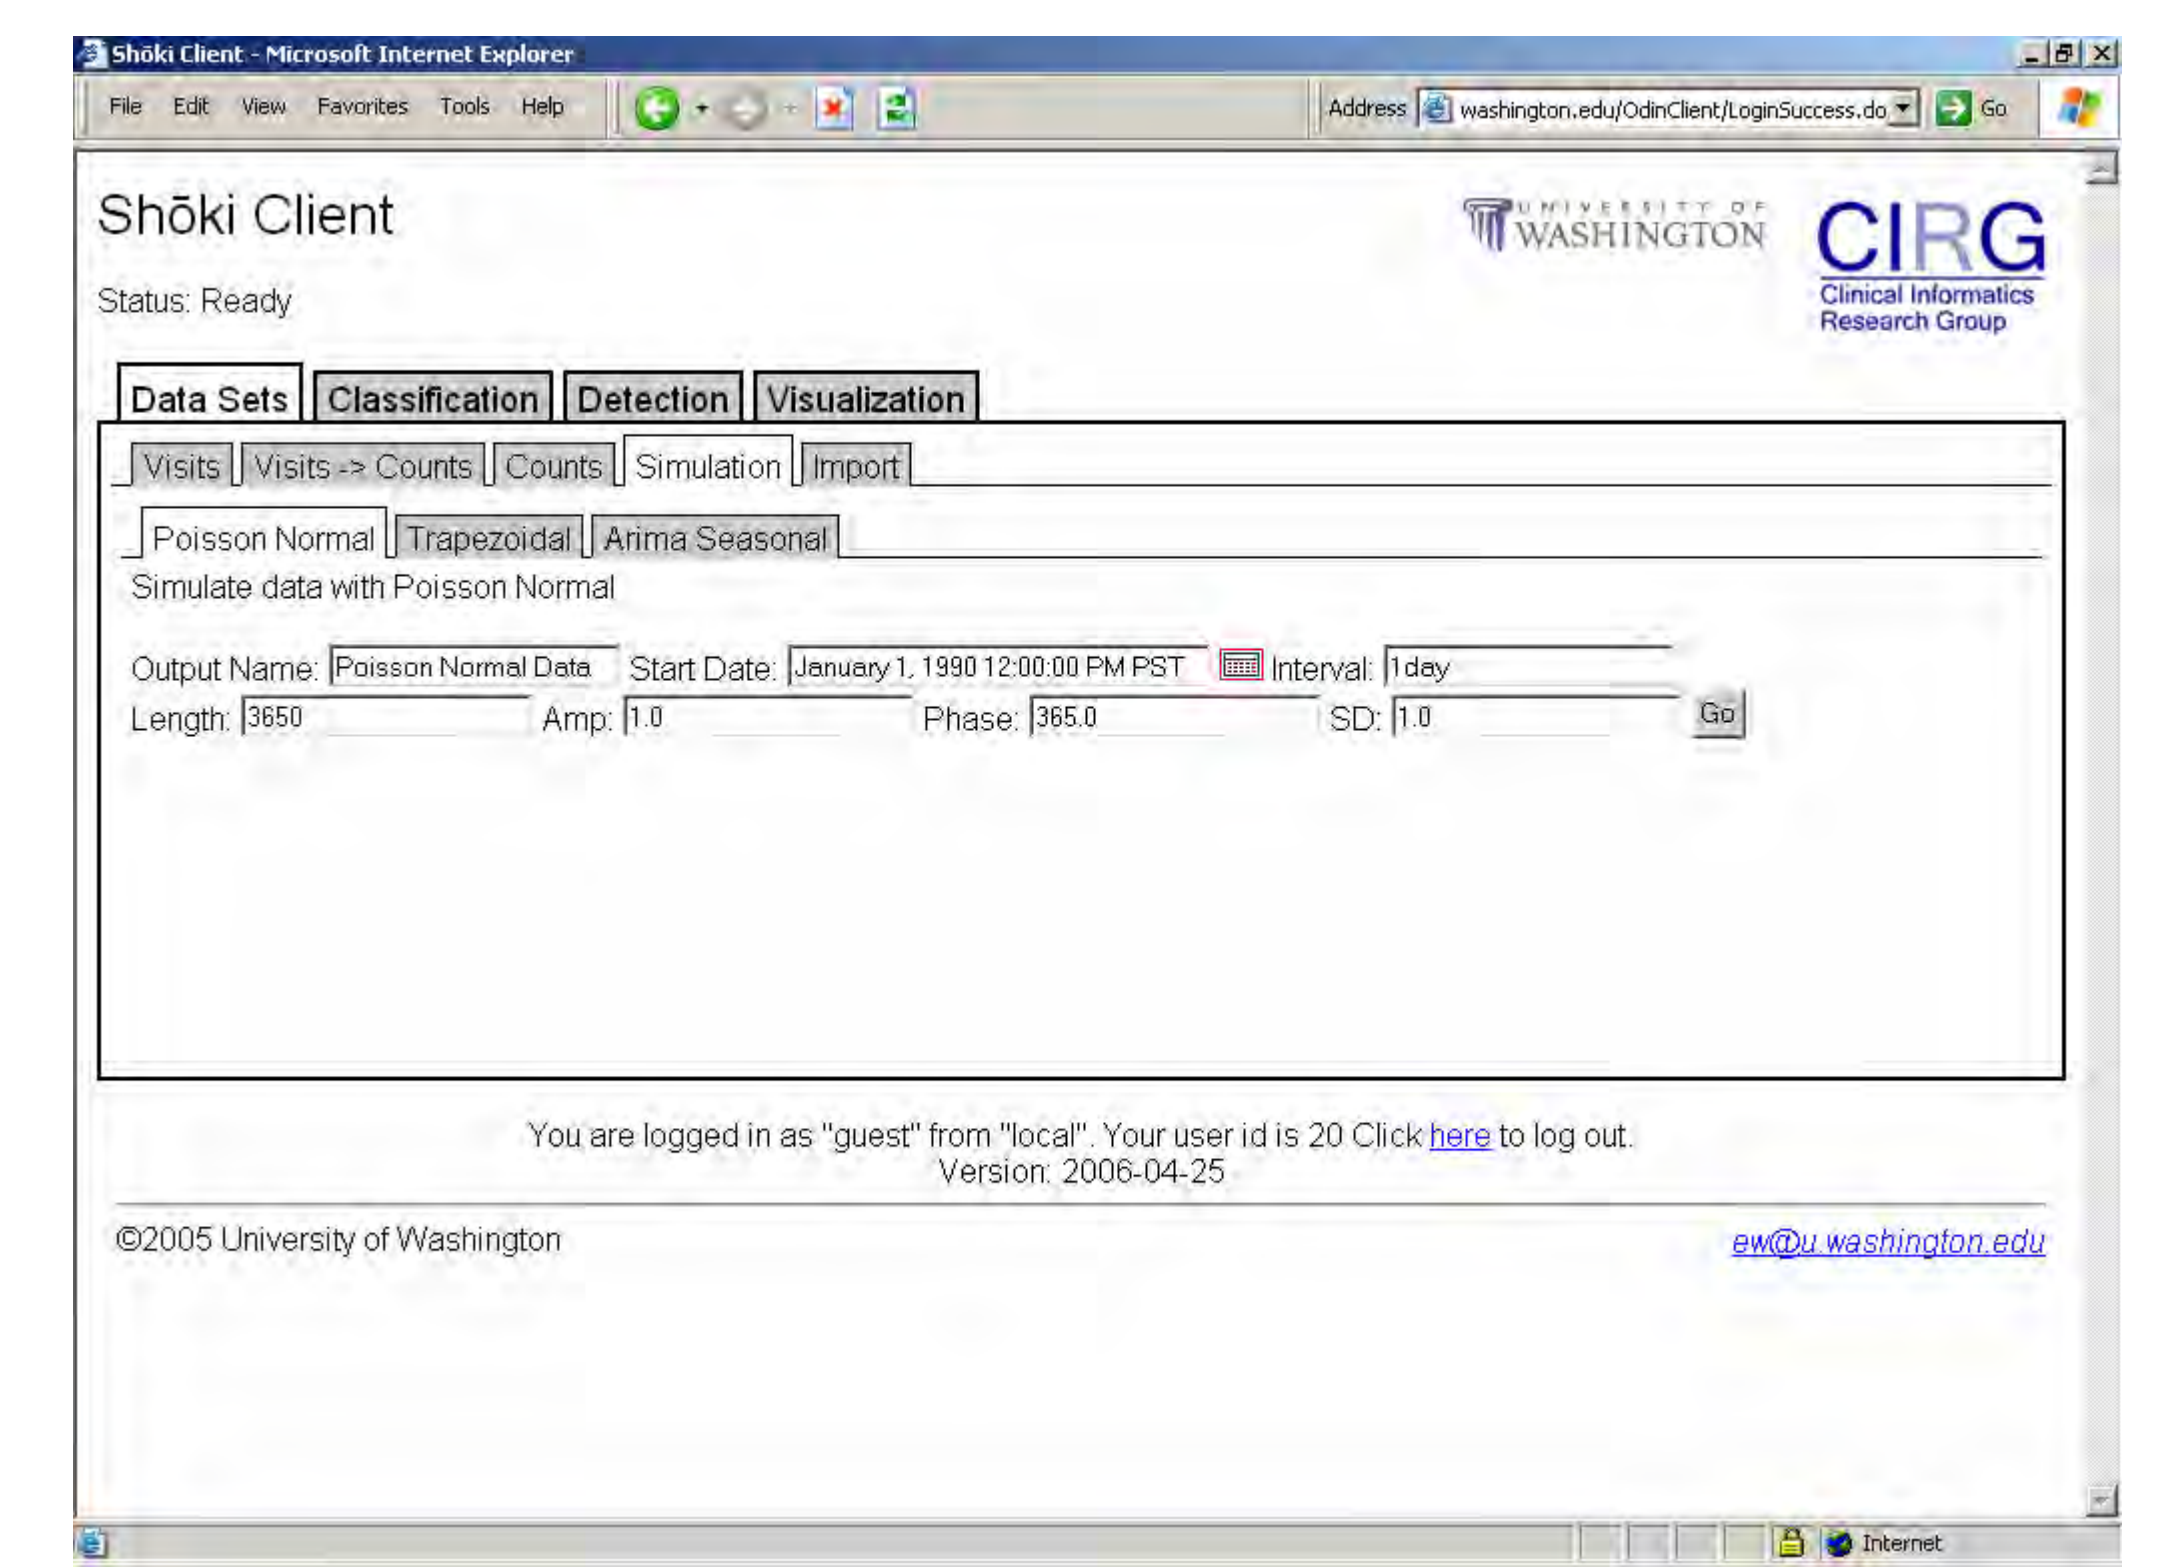 Shōki Client - Microsoft Internet Explorer
File Edit View Favorites Tools Help
Address washington.edu/OdinClient/LoginSuccess.do Go
Shōki Client
UNIVERSITY OF
WASHINGTON
CIRG
Clinical Informatics
Research Group
Status: Ready
Data Sets Classification Detection Visualization
Visits Visits -> Counts Counts Simulation Import
Poisson Normal Trapezoidal Arima Seasonal
Simulate data with Poisson Normal
Output Name: Poisson Normal Data Start Date: January 1, 1990 12:00:00 PM PST Interval: 1day
Length: 3650 Amp: 1.0 Phase: 365.0 SD: 1.0 Go
You are logged in as "guest" from "local". Your user id is 20 Click here to log out.
Version: 2006-04-25
©2005 University of Washington
ew@u.washington.edu
Internet